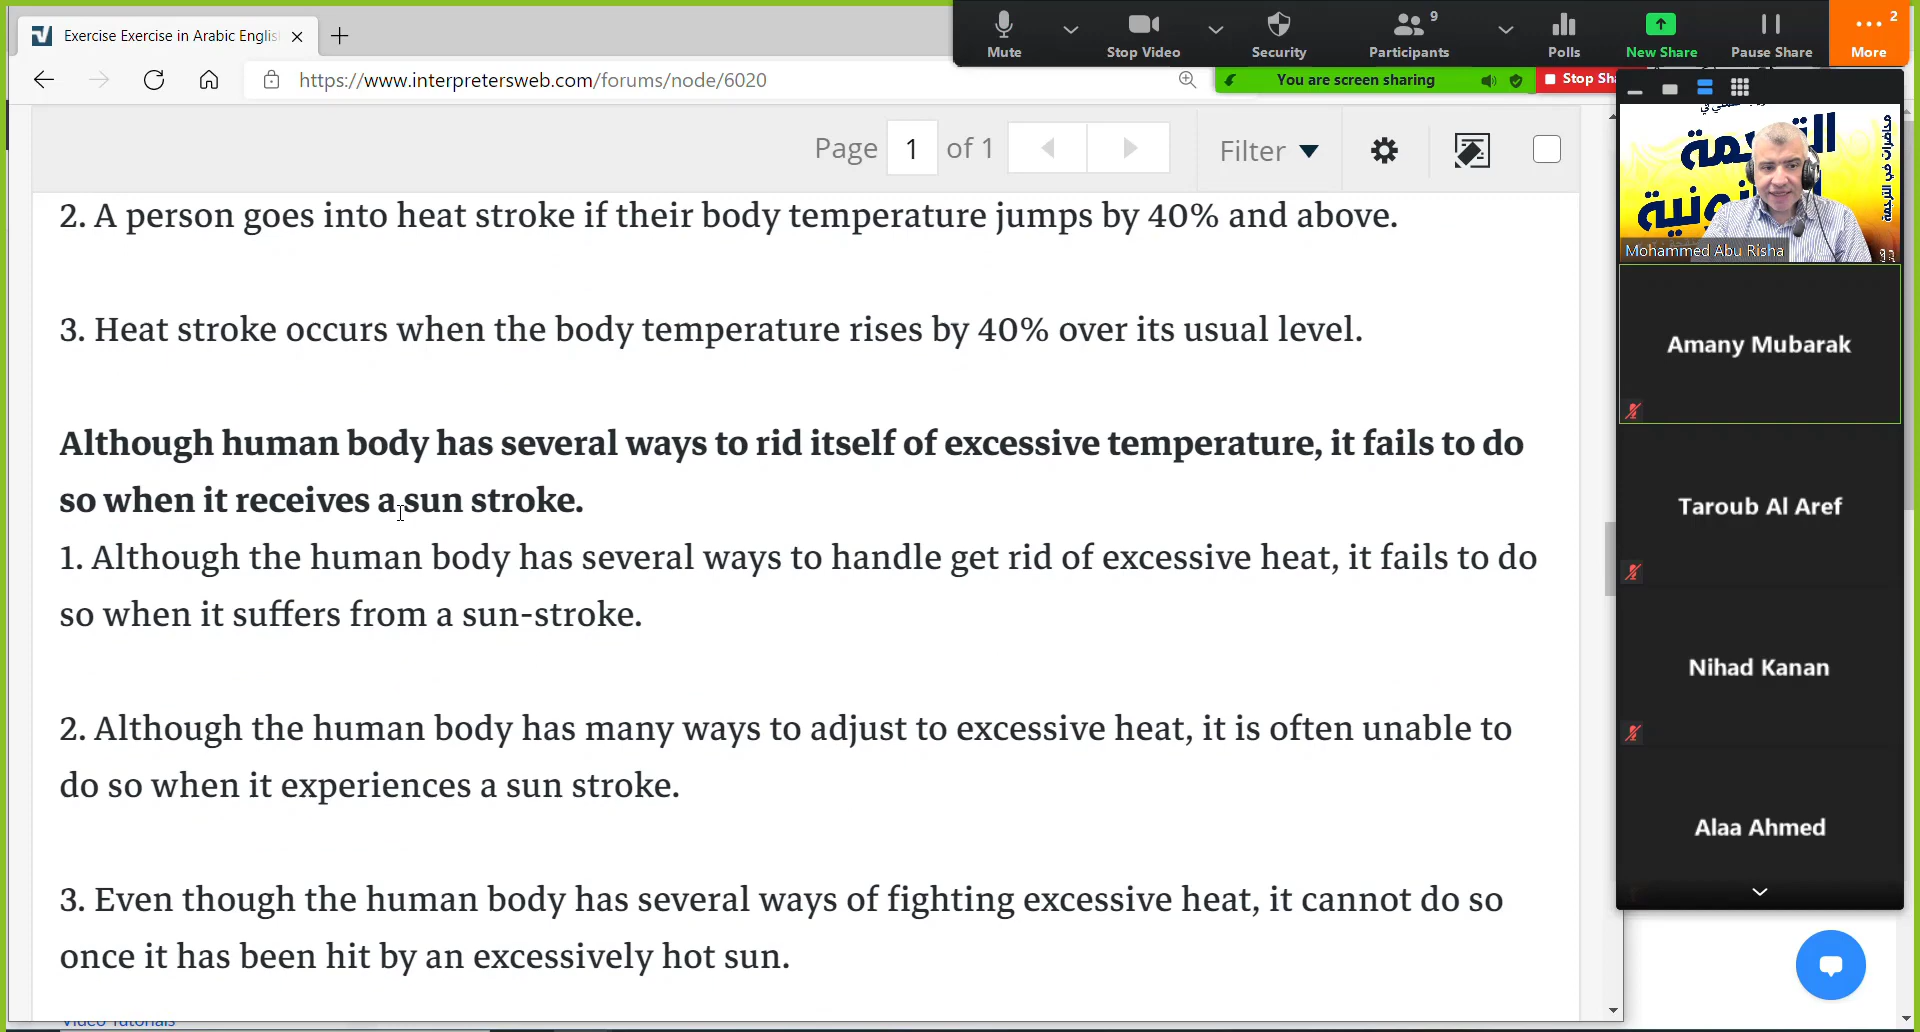 Exercise Exercise in Arabic Englis
https://www.interpretersweb.com/forums/node/6020
Mute
Stop Video
Security
9
Participants
Polls
New Share
Pause Share
2
More
You are screen sharing
Stop Sha
Page 1 of 1
Filter
2. A person goes into heat stroke if their body temperature jumps by 40% and above.
3. Heat stroke occurs when the body temperature rises by 40% over its usual level.
Although human body has several ways to rid itself of excessive temperature, it fails to do
so when it receives a sun stroke.
1. Although the human body has several ways to handle get rid of excessive heat, it fails to do
so when it suffers from a sun-stroke.
2. Although the human body has many ways to adjust to excessive heat, it is often unable to
do so when it experiences a sun stroke.
3. Even though the human body has several ways of fighting excessive heat, it cannot do so
once it has been hit by an excessively hot sun.
Video Tutorials
محاضرات في الترجمة
Mohammed Abu Risha
Amany Mubarak
Taroub Al Aref
Nihad Kanan
Alaa Ahmed